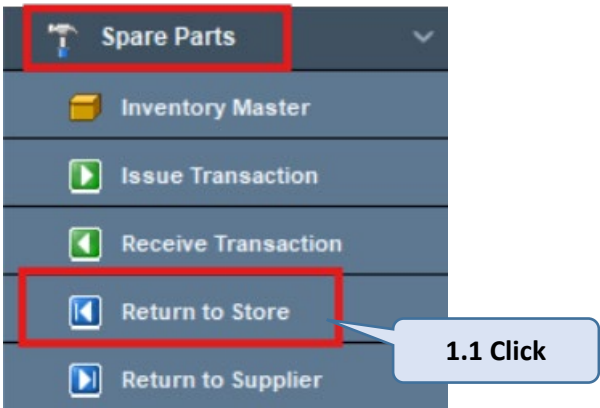 Spare Parts
Inventory Master
Issue Transaction
Receive Transaction
Return to Store
1.1 Click
Return to Supplier